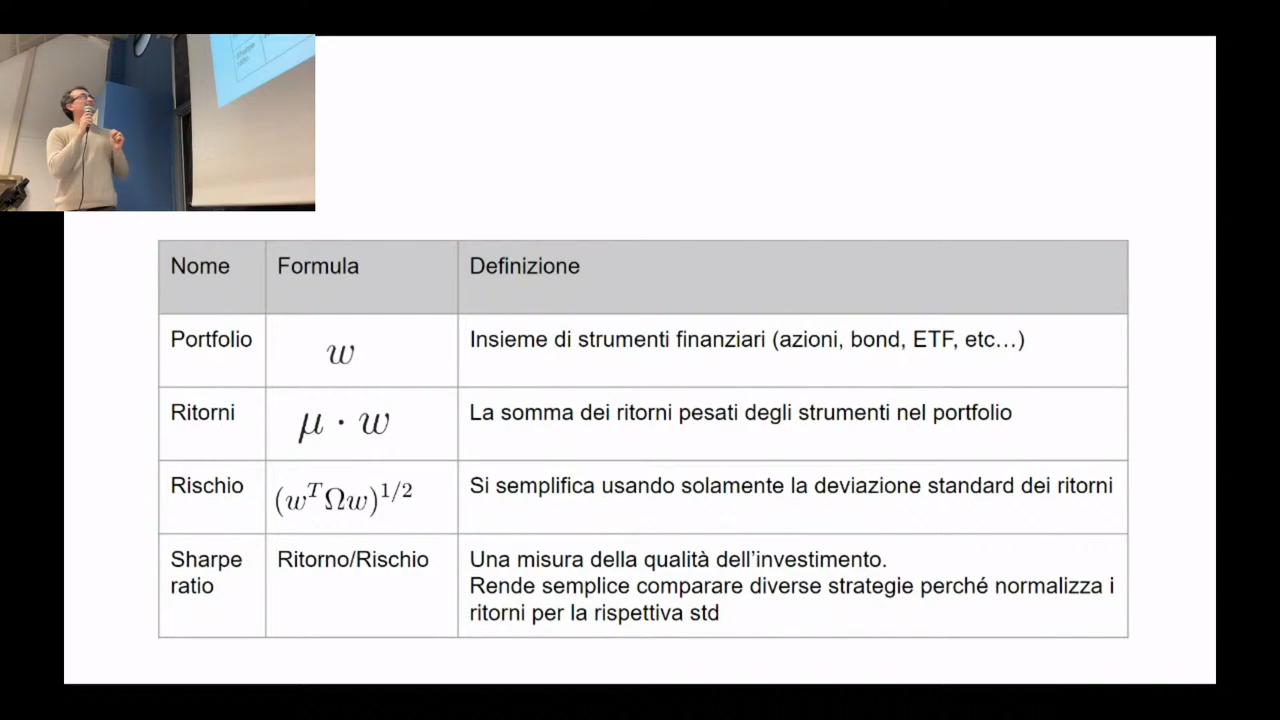 Sharpe
ratio
Nome Formula Definizione
Portfolio w Insieme di strumenti finanziari (azioni, bond, ETF, etc…)
Ritorni μ · w La somma dei ritorni pesati degli strumenti nel portfolio
Rischio (w^T Ωw)^1/2 Si semplifica usando solamente la deviazione standard dei ritorni
Sharpe ratio Ritorno/Rischio Una misura della qualità dell’investimento.
Rende semplice comparare diverse strategie perché normalizza i
ritorni per la rispettiva std